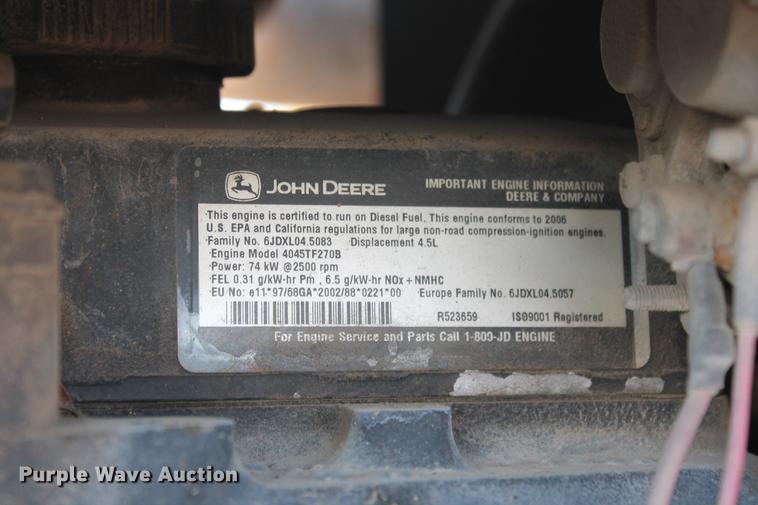 JOHN DEERE
IMPORTANT ENGINE INFORMATION
DEERE & COMPANY
This engine is certified to run on Diesel Fuel. This engine conforms to 2006
U.S. EPA and California regulations for large non-road compression-ignition engines.
Family No. 6JDXL04.5083 Displacement 4.5L
Engine Model 4045TF270B
Power: 74 kW @2500 rpm
FEL 0.31 g/kW-hr Pm , 6.5 g/kW-hr NOx + NMHC
EU No: e11*97/68GA*2002/88*0221*00 Europe Family No. 6JDXL04.5057
R523659 IS09001 Registered
For Engine Service and Parts Call 1-809-JD ENGINE
Purple Wave Auction